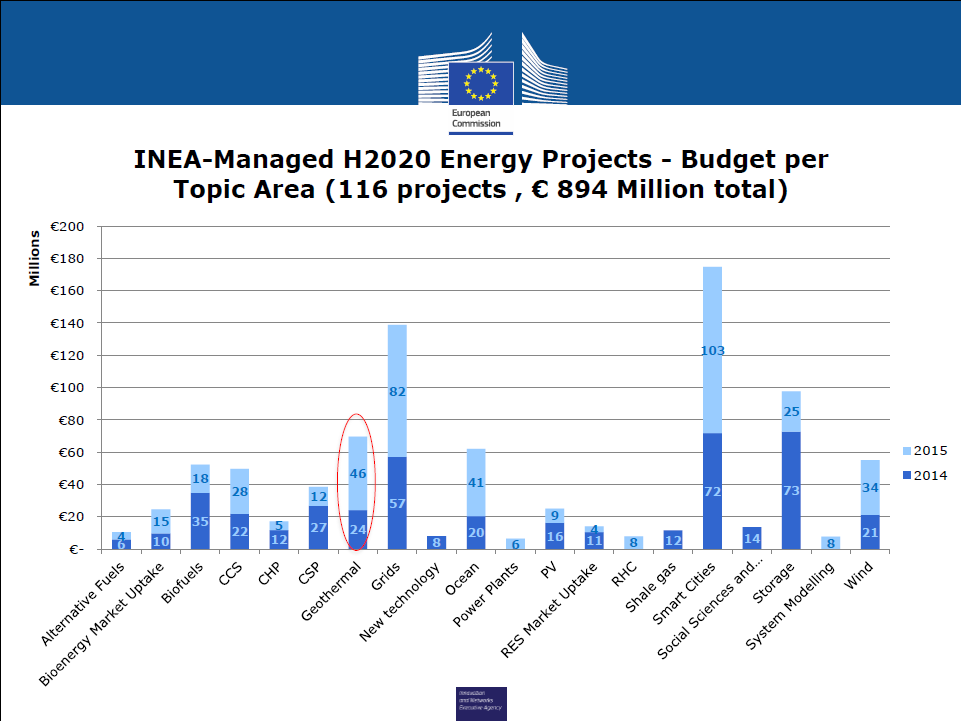 European
Commission
INEA-Managed H2020 Energy Projects - Budget per
Topic Area (116 projects , € 894 Million total)
Millions
€200
€180
€160
€140
€120
€100
€80
€60
€40
€20
€-
4
6
15
10
18
35
28
22
5
12
12
27
46
24
82
57
8
41
20
6
9
16
4
11
8
12
103
72
14
25
73
8
34
21
2015
2014
Alternative Fuels
Bioenergy Market Uptake
Biofuels
CCS
CHP
CSP
Geothermal
Grids
New technology
Ocean
Power Plants
PV
RES Market Uptake
RHC
Shale gas
Smart Cities
Social Sciences and...
Storage
System Modelling
Wind
Innovation
and Networks
Executive Agency